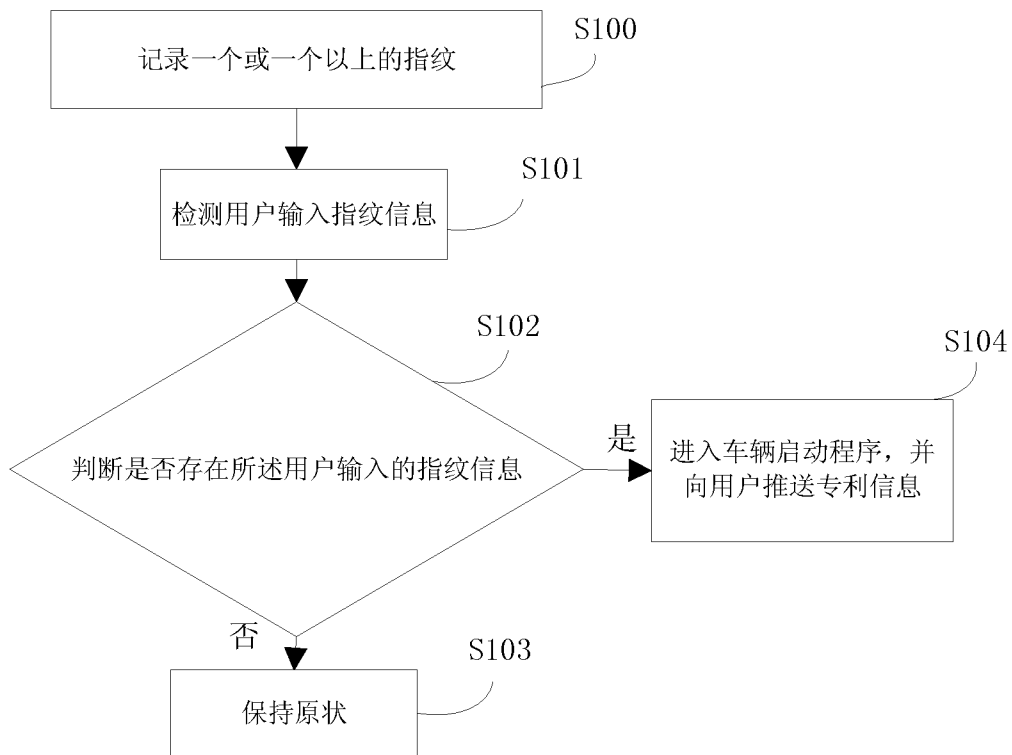 S100
记录一个或一个以上的指纹
S101
检测用户输入指纹信息
S102
判断是否存在所述用户输入的指纹信息
是
S104
进入车辆启动程序，并
向用户推送专利信息
否
S103
保持原状